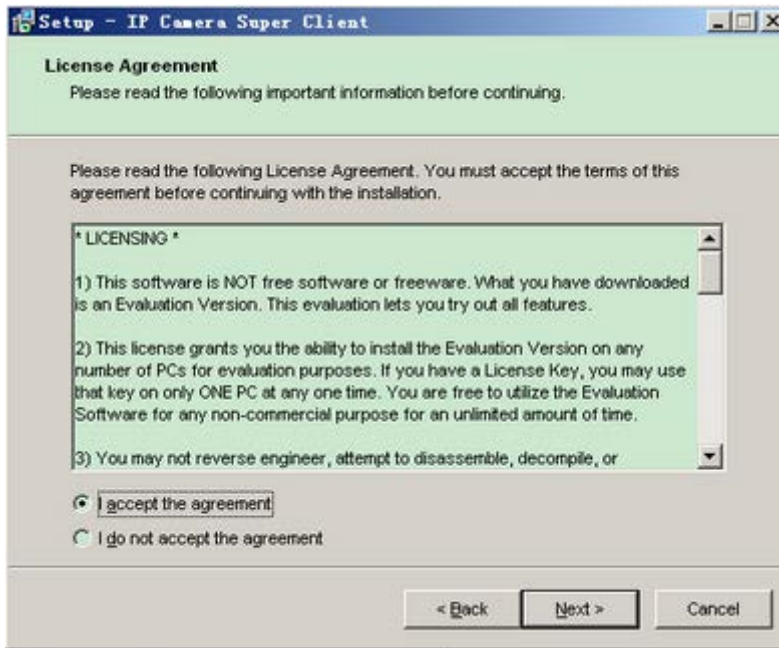 Setup - IP Camera Super Client
License Agreement
Please read the following important information before continuing.
Please read the following License Agreement. You must accept the terms of this
agreement before continuing with the installation.
* LICENSING *
1) This software is NOT free software or freeware. What you have downloaded
is an Evaluation Version. This evaluation lets you try out all features.
2) This license grants you the ability to install the Evaluation Version on any
number of PCs for evaluation purposes. If you have a License Key, you may use
that key on only ONE PC at any one time. You are free to utilize the Evaluation
Software for any non-commercial purpose for an unlimited amount of time.
3) You may not reverse engineer, attempt to disassemble, decompile, or
I accept the agreement
I do not accept the agreement
< Back Next > Cancel